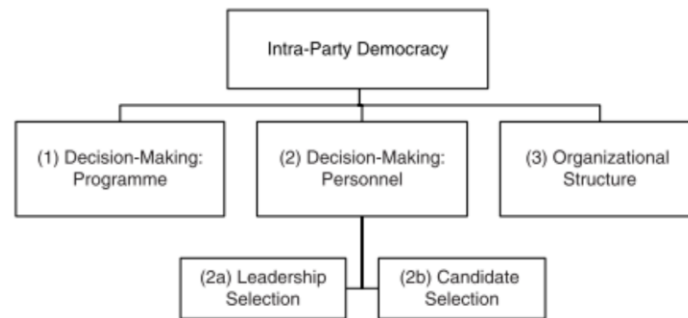 Intra-Party Democracy
(1) Decision-Making:
Programme
(2) Decision-Making:
Personnel
(3) Organizational
Structure
(2a) Leadership
Selection
(2b) Candidate
Selection